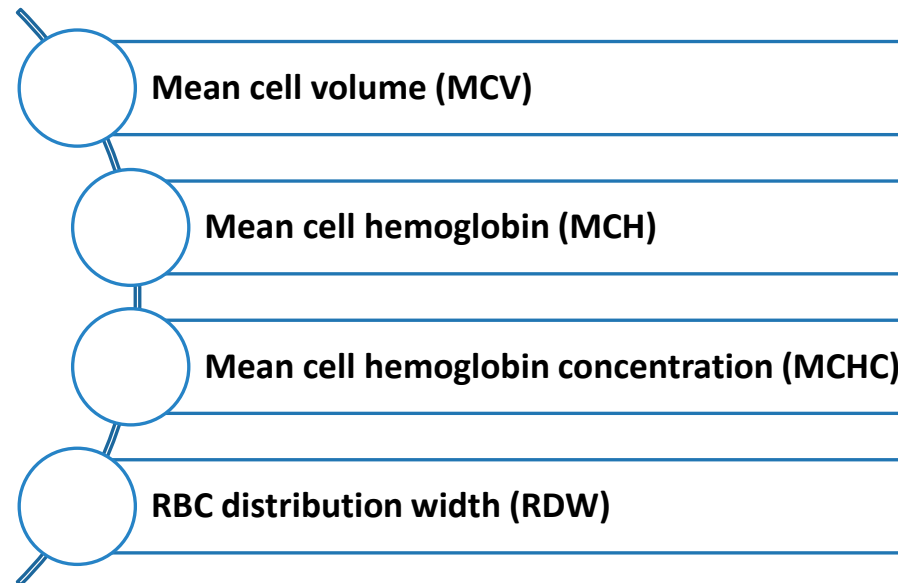 Mean cell volume (MCV)
Mean cell hemoglobin (MCH)
Mean cell hemoglobin concentration (MCHC)
RBC distribution width (RDW)